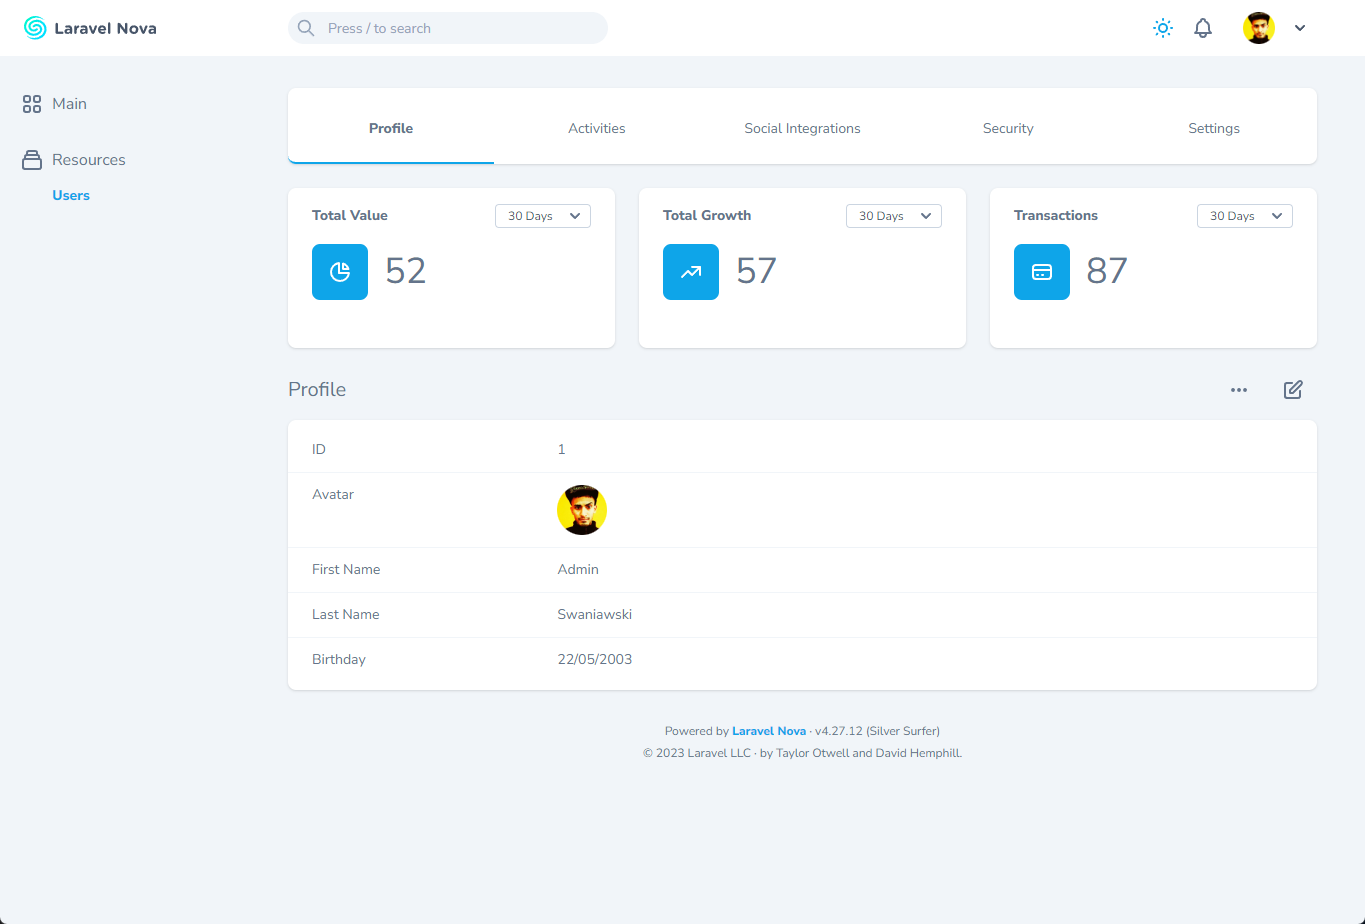 Laravel Nova
Press / to search
Main
Resources
Users
Profile Activities Social Integrations Security Settings
Total Value 30 Days
52
Total Growth 30 Days
57
Transactions 30 Days
87
Profile
ID 1
Avatar
First Name Admin
Last Name Swaniawski
Birthday 22/05/2003
Powered by Laravel Nova · v4.27.12 (Silver Surfer)
© 2023 Laravel LLC · by Taylor Otwell and David Hemphill.